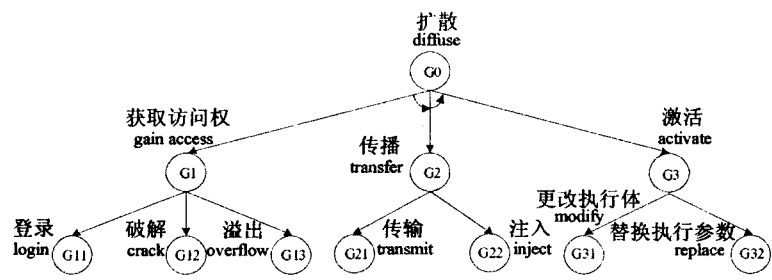 扩散
diffuse
G0
获取访问权
gain access
传播
transfer
激活
activate
G1
G2
G3
登录
login
破解
crack
溢出
overflow
传输
transmit
注入
inject
更改执行体
modify
替换执行参数
replace
G11
G12
G13
G21
G22
G31
G32